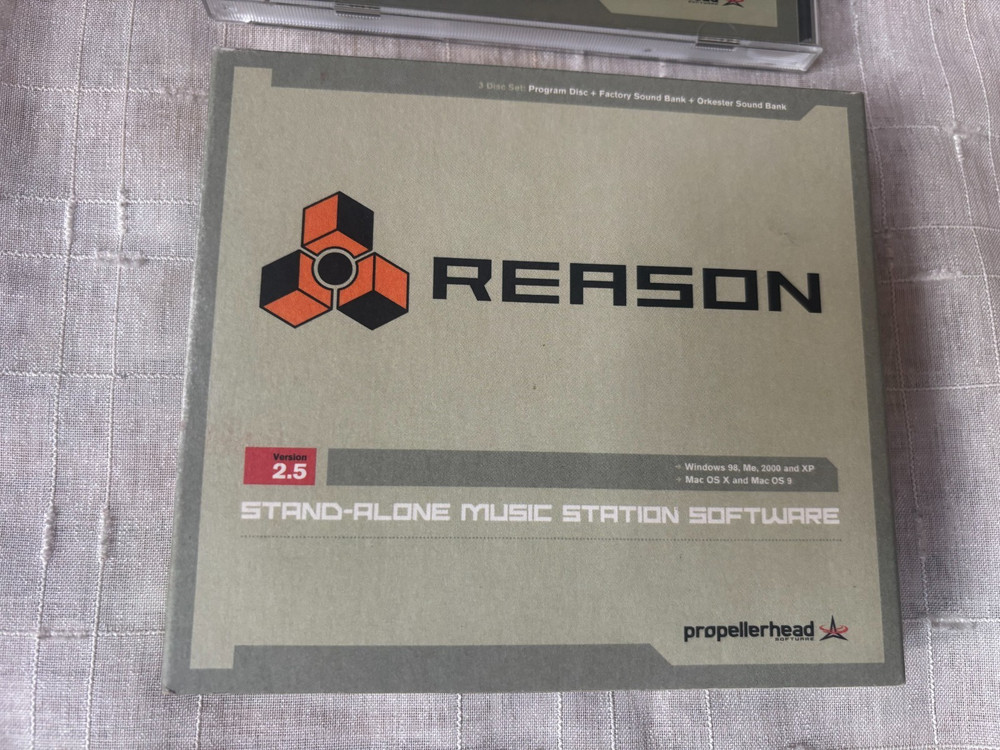 3 Disc Set: Program Disc + Factory Sound Bank + Orkester Sound Bank
REASON
Version
2.5
Windows 98, Me, 2000 and XP
Mac OS X and Mac OS 9
STAND-ALONE MUSIC STATION SOFTWARE
propellerhead
SOFTWARE